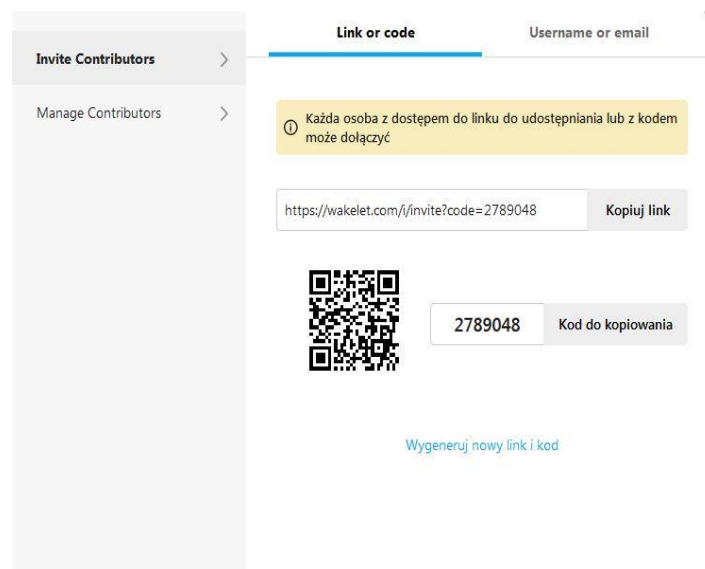 Link or code
Username or email
Invite Contributors
Manage Contributors
Każda osoba z dostępem do linku do udostępniania lub z kodem
może dołączyć
https://wakelet.com/i/invite?code=2789048
Kopiuj link
2789048
Kod do kopiowania
Wygeneruj nowy link i kod